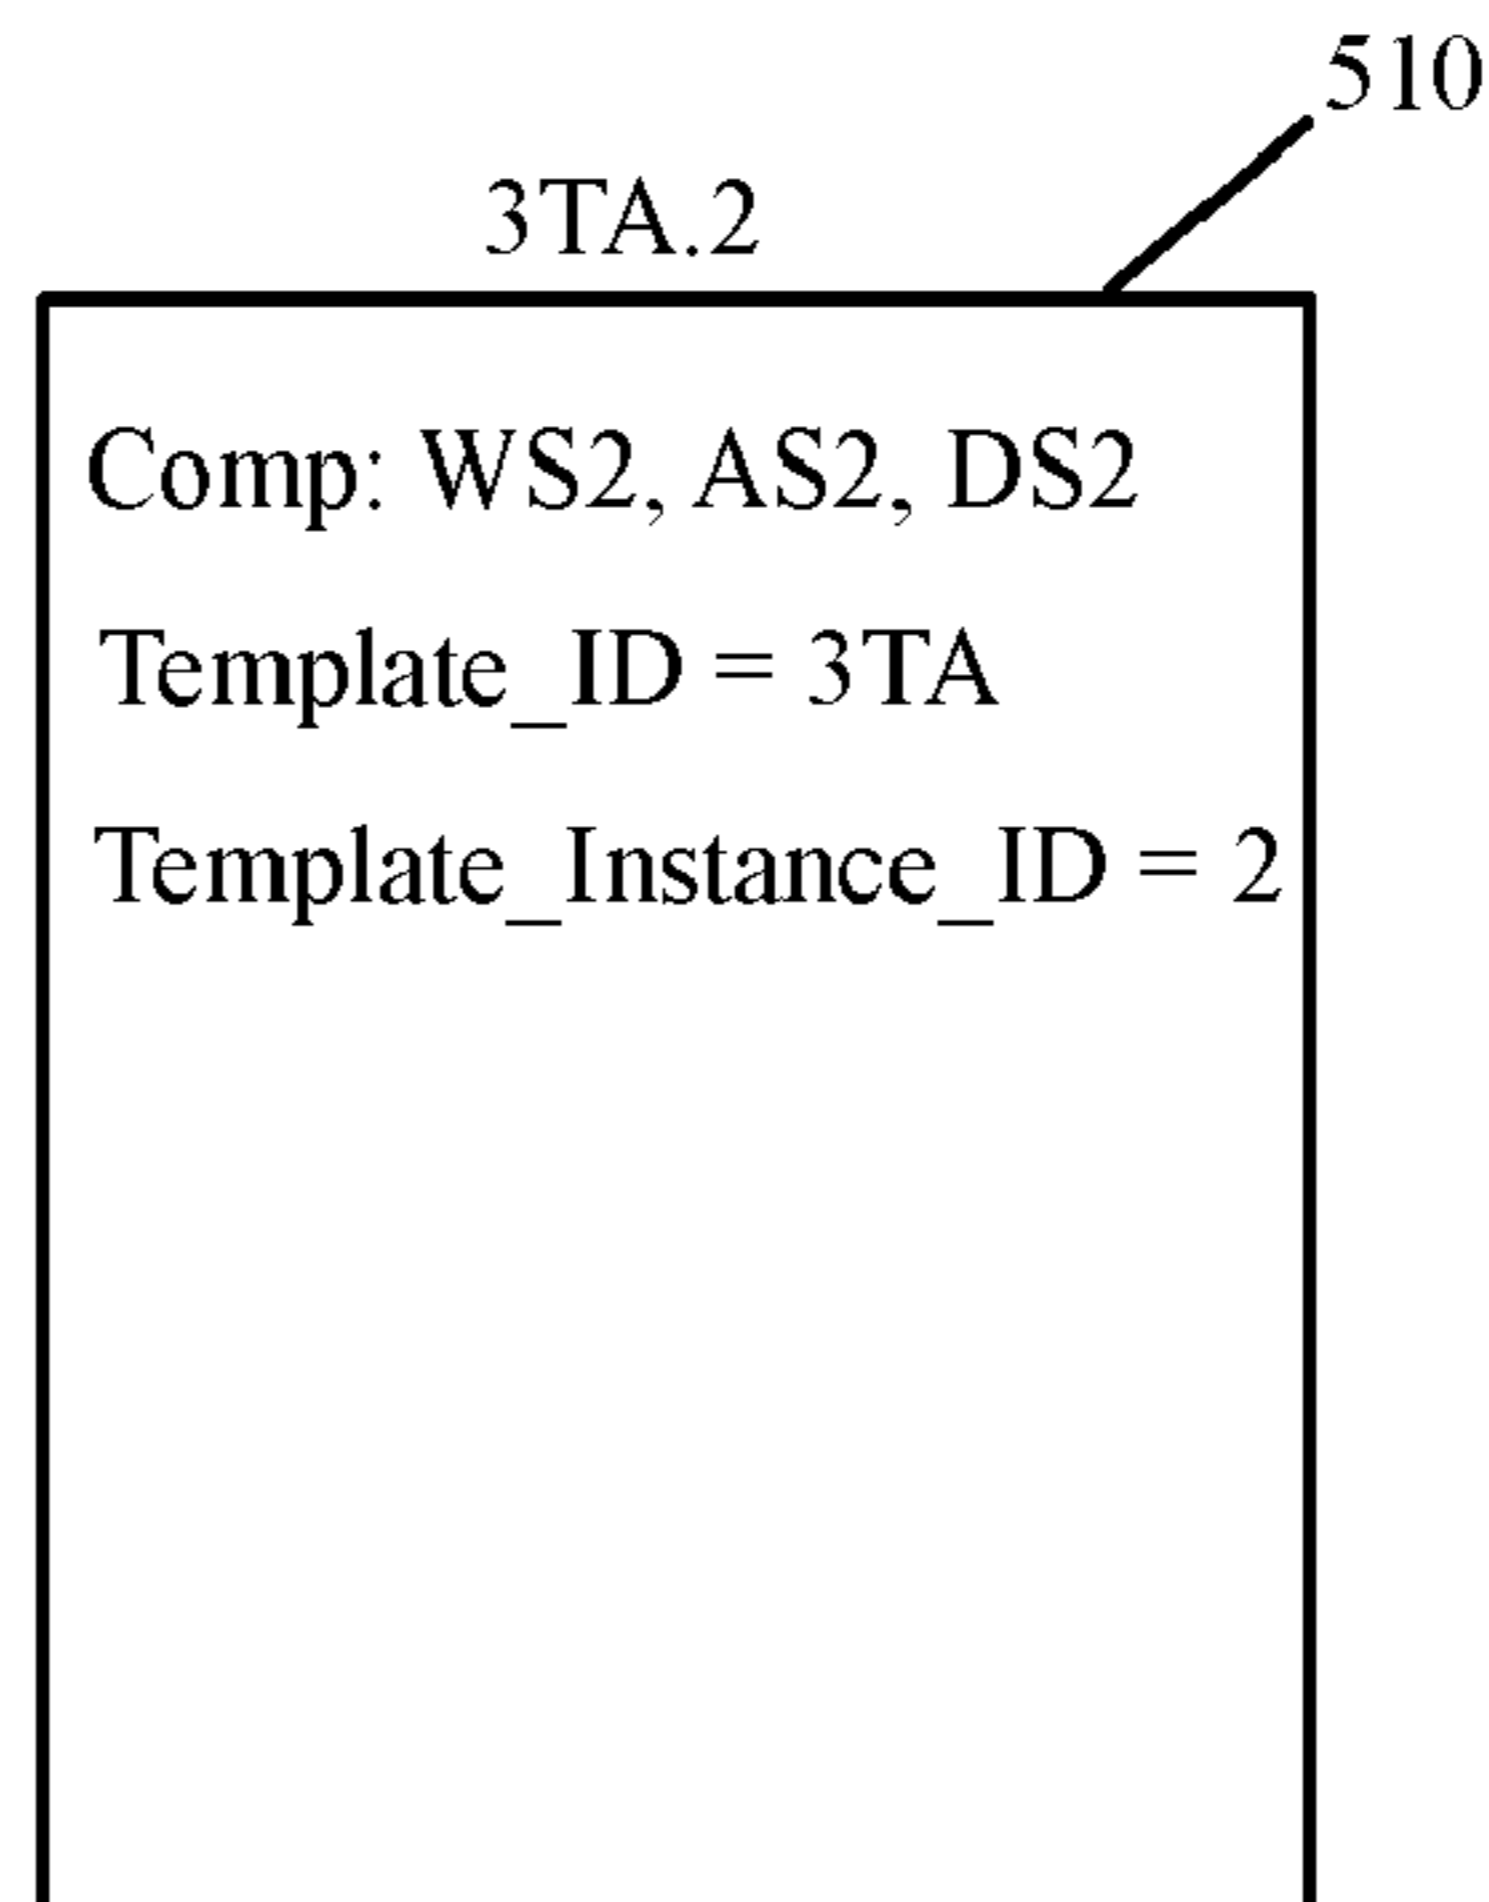 510
3TA.2
Comp: WS2, AS2, DS2
Template_ID = 3TA
Template_Instance_ID = 2